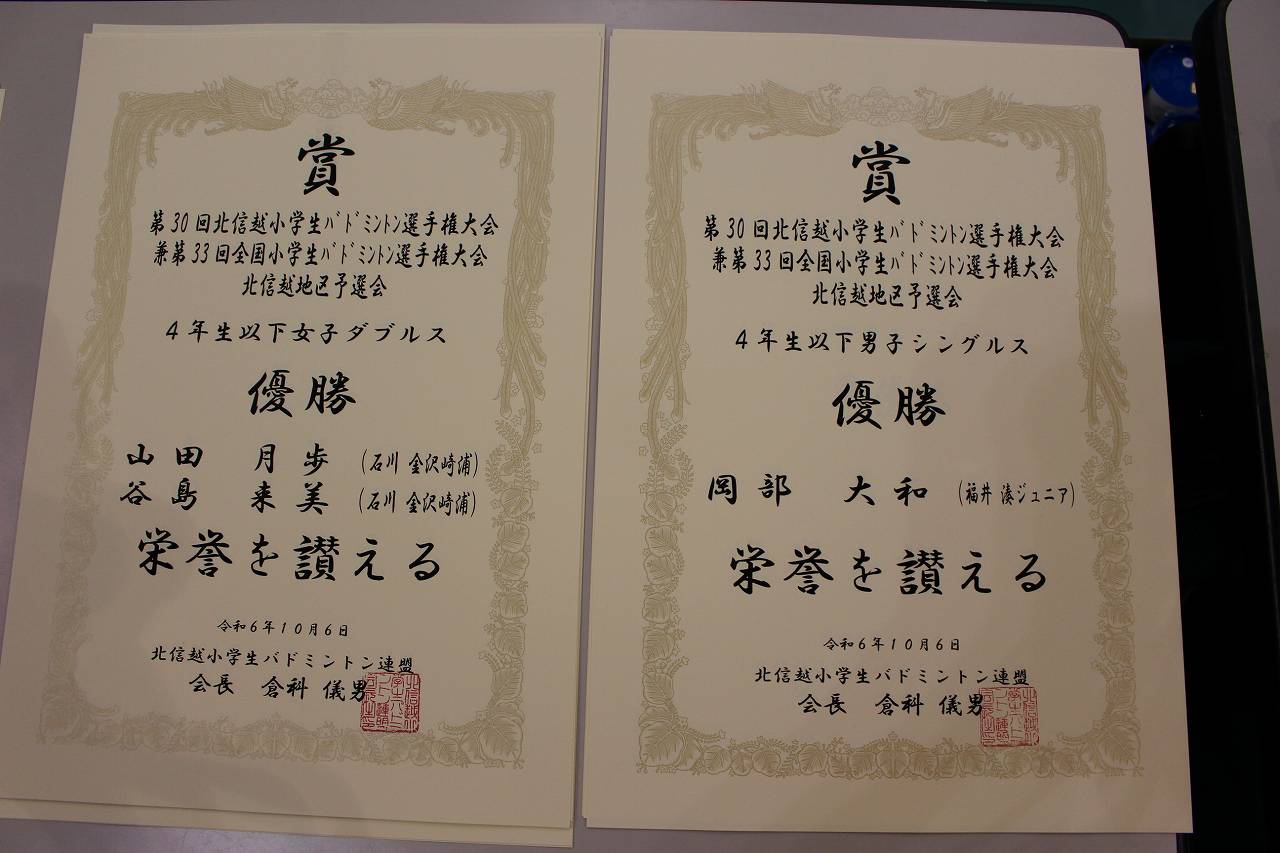 賞
第30回北信越小学生ﾊﾞﾄﾞﾐﾝﾄﾝ選手権大会
兼第33回全国小学生ﾊﾞﾄﾞﾐﾝﾄﾝ選手権大会
北信越地区予選会
4年生以下女子ダブルス
優勝
山田 月歩 (石川 金沢崎浦)
谷島 来美 (石川 金沢崎浦)
栄誉を讃える
令和6年10月6日
北信越小学生バドミントン連盟
会長 倉科 儀男
賞
第30回北信越小学生ﾊﾞﾄﾞﾐﾝﾄﾝ選手権大会
兼第33回全国小学生ﾊﾞﾄﾞﾐﾝﾄﾝ選手権大会
北信越地区予選会
4年生以下男子シングルス
優勝
岡部 大和 (福井 湊ジュニア)
栄誉を讃える
令和6年10月6日
北信越小学生バドミントン連盟
会長 倉科 儀男